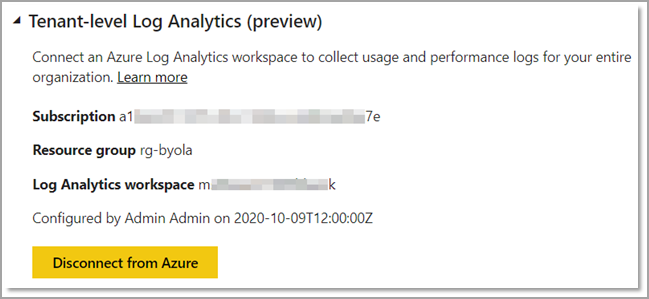 Tenant-level Log Analytics (preview)
Connect an Azure Log Analytics workspace to collect usage and performance logs for your entire
organization. Learn more
Subscription a1 7e
Resource group rg-byola
Log Analytics workspace m k
Configured by Admin Admin on 2020-10-09T12:00:00Z
Disconnect from Azure